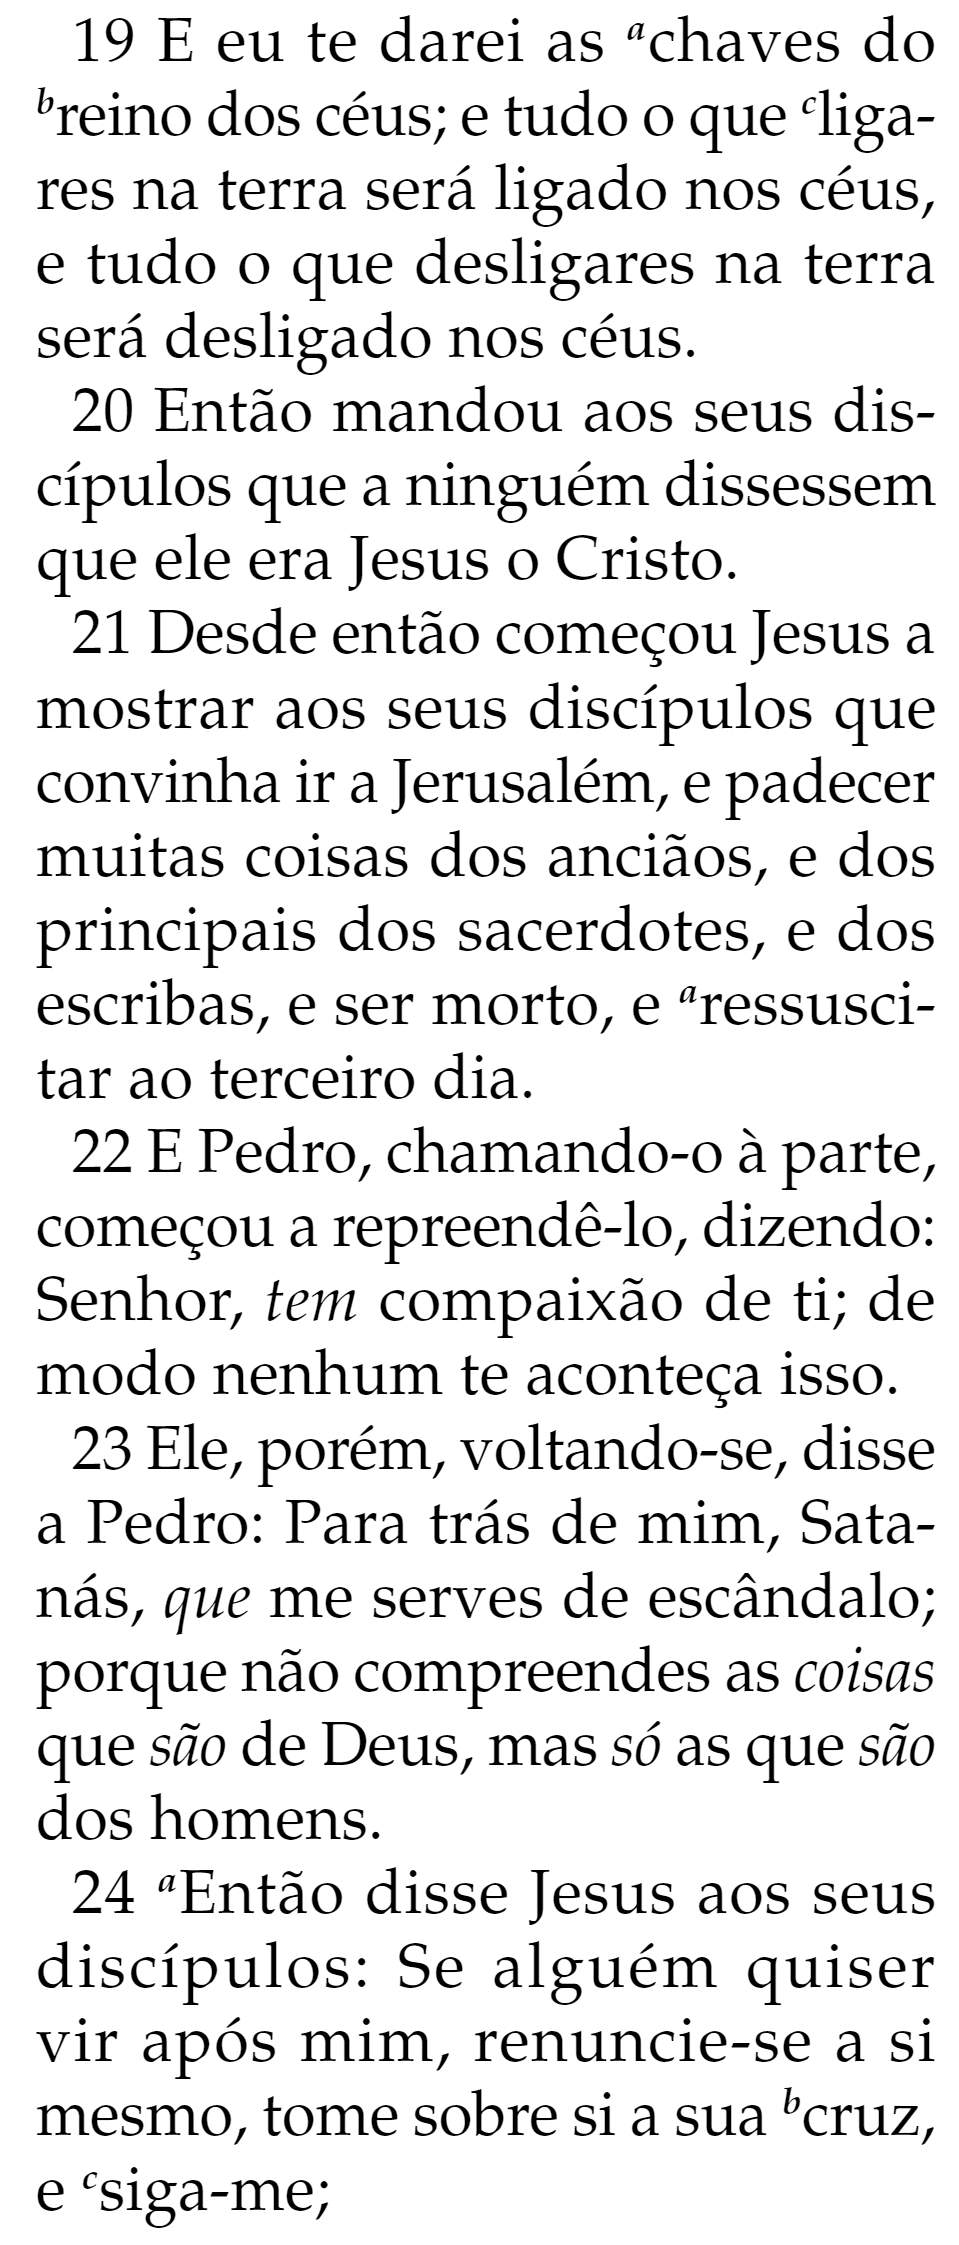 19 E eu te darei as ᵃchaves do
ᵇreino dos céus; e tudo o que ᶜliga-
res na terra será ligado nos céus,
e tudo o que desligares na terra
será desligado nos céus.
20 Então mandou aos seus dis-
cípulos que a ninguém dissessem
que ele era Jesus o Cristo.
21 Desde então começou Jesus a
mostrar aos seus discípulos que
convinha ir a Jerusalém, e padecer
muitas coisas dos anciãos, e dos
principais dos sacerdotes, e dos
escribas, e ser morto, e ᵃressusci-
tar ao terceiro dia.
22 E Pedro, chamando-o à parte,
começou a repreendê-lo, dizendo:
Senhor, tem compaixão de ti; de
modo nenhum te aconteça isso.
23 Ele, porém, voltando-se, disse
a Pedro: Para trás de mim, Sata-
nás, que me serves de escândalo;
porque não compreendes as coisas
que são de Deus, mas só as que são
dos homens.
24 ᵃEntão disse Jesus aos seus
discípulos: Se alguém quiser
vir após mim, renuncie-se a si
mesmo, tome sobre si a sua ᵇcruz,
e ᶜsiga-me;